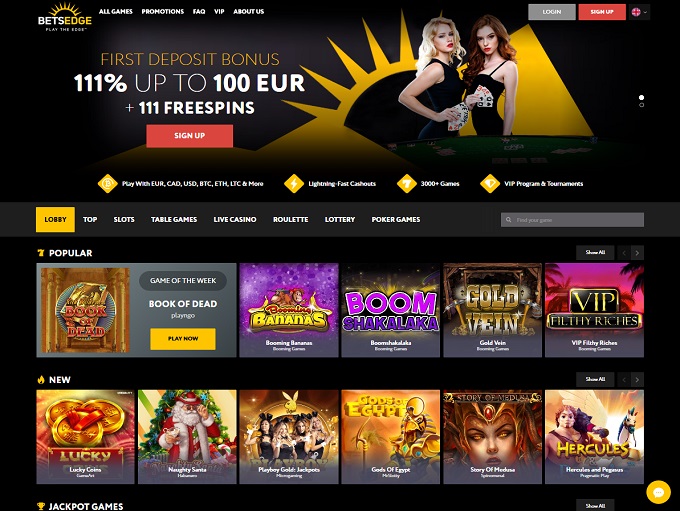 BETSEDGE
PLAY THE EDGE
ALL GAMES PROMOTIONS FAQ VIP ABOUT US
LOGIN SIGN UP
FIRST DEPOSIT BONUS
111% UP TO 100 EUR
+ 111 FREESPINS
SIGN UP
Play With EUR, CAD, USD, BTC, ETH, LTC & More
Lightning-Fast Cashouts
3000+ Games
VIP Program & Tournaments
LOBBY TOP SLOTS TABLE GAMES LIVE CASINO ROULETTE LOTTERY POKER GAMES
Find your game
POPULAR
Show All
BOOK OF DEAD
GAME OF THE WEEK
BOOK OF DEAD
playngo
PLAY NOW
Booming
BANANAS
Booming Bananas
Booming Games
BOOM
SHAKALAKA
Boomshakalaka
Booming Games
GOLD
VEIN
Gold Vein
Booming Games
VIP
FILTHY RICHES
VIP Filthy Riches
Booming Games
NEW
Show All
LUCKY
Lucky Coins
GameArt
Naughty Santa
Habanero
PLAYBOY
Playboy Gold: Jackpots
Microgaming
GODS OF
EGYPT
Gods Of Egypt
MrSlotty
STORY OF MEDUSA
Story Of Medusa
Spinomenal
HERCULES
Hercules and Pegasus
Pragmatic Play
JACKPOT GAMES
Show All